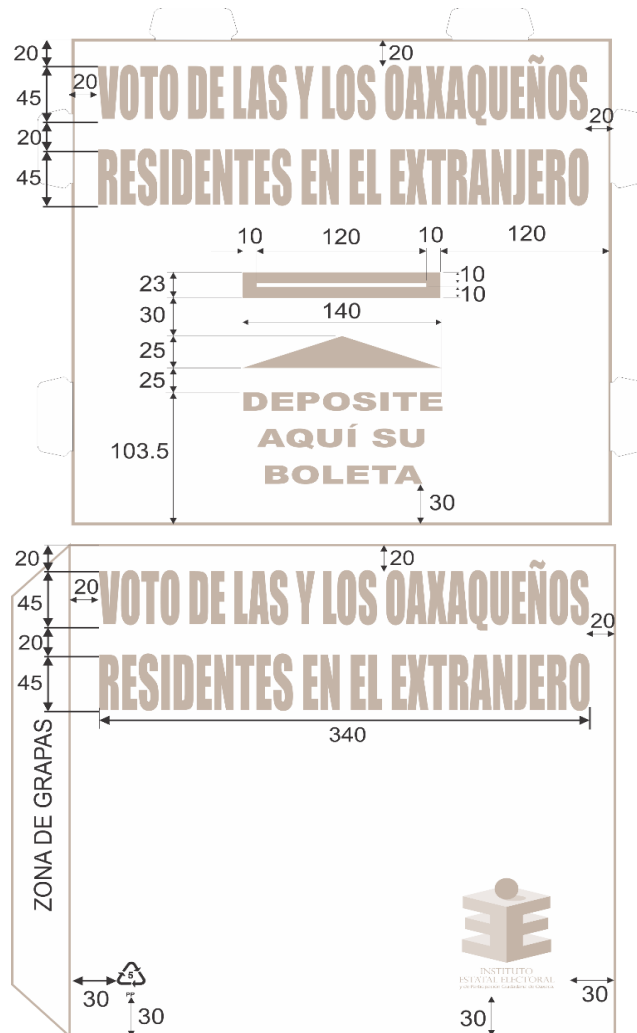 20
20
VOTO DE LAS Y LOS OAXAQUEÑOS
45
20
20
20
RESIDENTES EN EL EXTRANJERO
45
10 120 10 120
23
10
10
30
140
25
25
DEPOSITE
AQUÍ SU
BOLETA
103.5
30
20
20
VOTO DE LAS Y LOS OAXAQUEÑOS
45
20
20
20
RESIDENTES EN EL EXTRANJERO
45
340
ZONA DE GRAPAS
INSTITUTO
ESTATAL ELECTORAL
5
PP
30
30
30
30